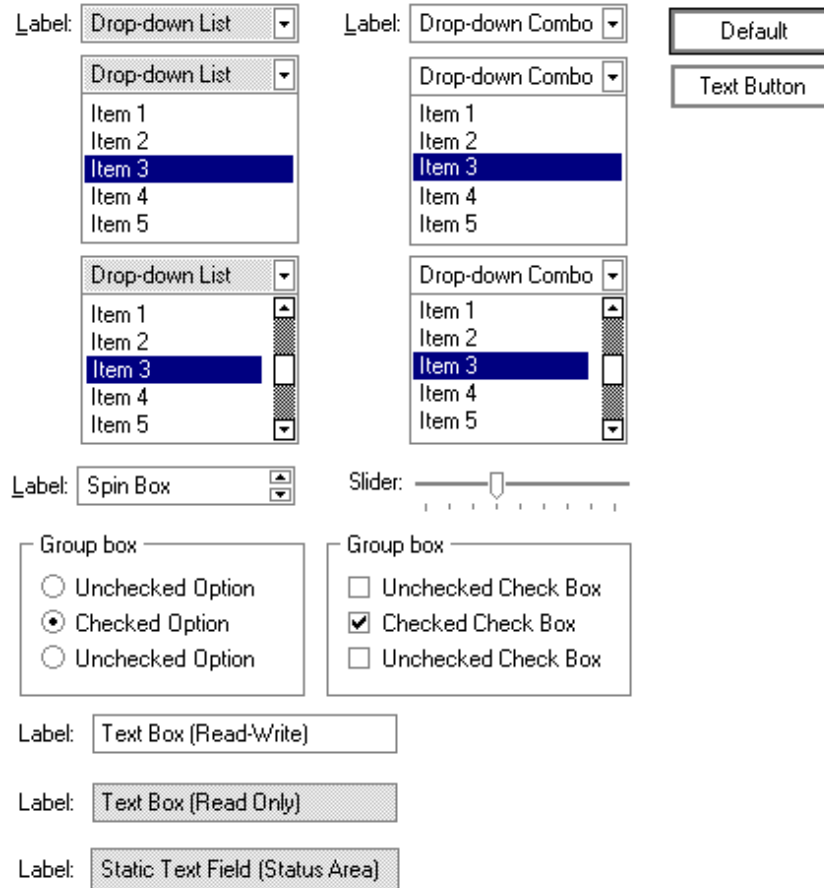 Label: Drop-down List
Label: Drop-down Combo
Default
Drop-down List
Item 1
Item 2
Item 3
Item 4
Item 5
Drop-down Combo
Item 1
Item 2
Item 3
Item 4
Item 5
Text Button
Drop-down List
Item 1
Item 2
Item 3
Item 4
Item 5
Drop-down Combo
Item 1
Item 2
Item 3
Item 4
Item 5
Label: Spin Box
Slider:
Group box
Unchecked Option
Checked Option
Unchecked Option
Group box
Unchecked Check Box
Checked Check Box
Unchecked Check Box
Label: Text Box (Read-Write)
Label: Text Box (Read Only)
Label: Static Text Field (Status Area)